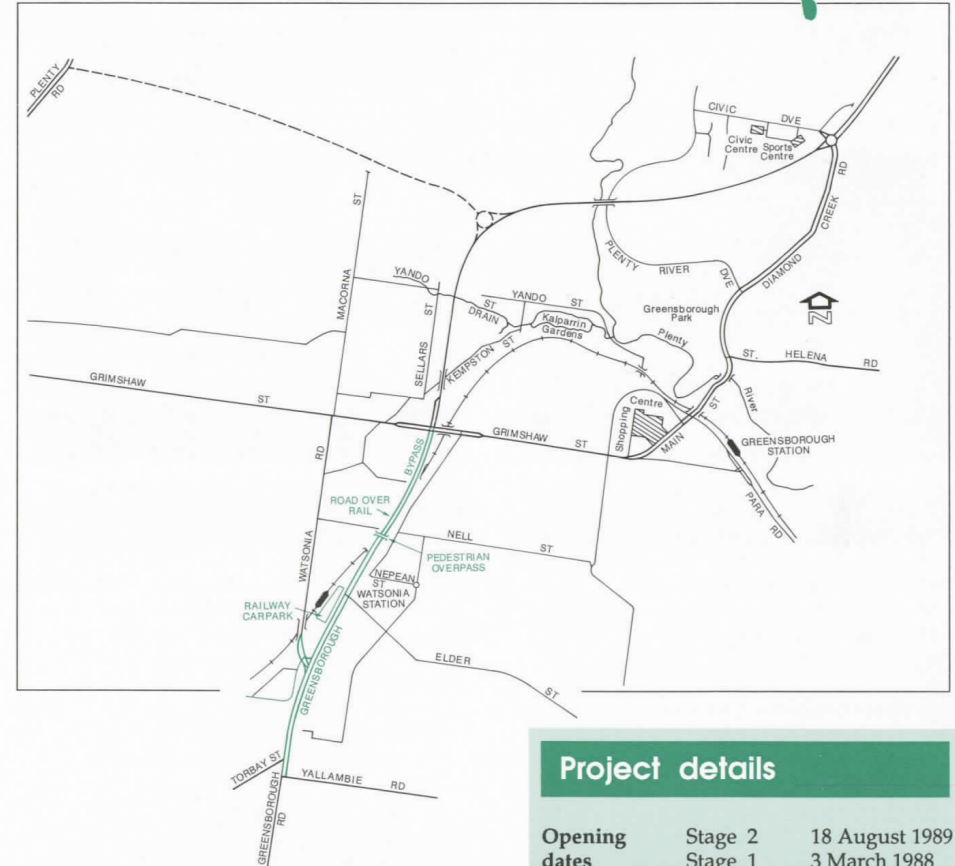 PLENTY
RD
CIVIC
DVE
Civic
Centre
Sports
Centre
CREEK
RD
DIAMOND
PLENTY
RIVER
DVE
MACORNA
ST
YANDO
ST
DRAIN
YANDO
ST
Kalparrin
Gardens
Greensborough
Park
Plenty
River
SELLARS
ST
KEMPSTON
ST
ST. HELENA
RD
GRIMSHAW
ST
GRIMSHAW
ST
Shopping
Centre
MAIN
ST
GREENSBOROUGH
STATION
PARA
RD
BYPASS
ROAD OVER
RAIL
WATSONIA
RD
NELL
ST
PEDESTRIAN
OVERPASS
NEPEAN
ST
WATSONIA
STATION
RAILWAY
CARPARK
GREENSBOROUGH
ELDER
ST
TORBAY ST
YALLAMBIE
RD
GREENSBOROUGH
RD
N
Project details
Opening Stage 2 18 August 1989
dates Stage 1 3 March 1988